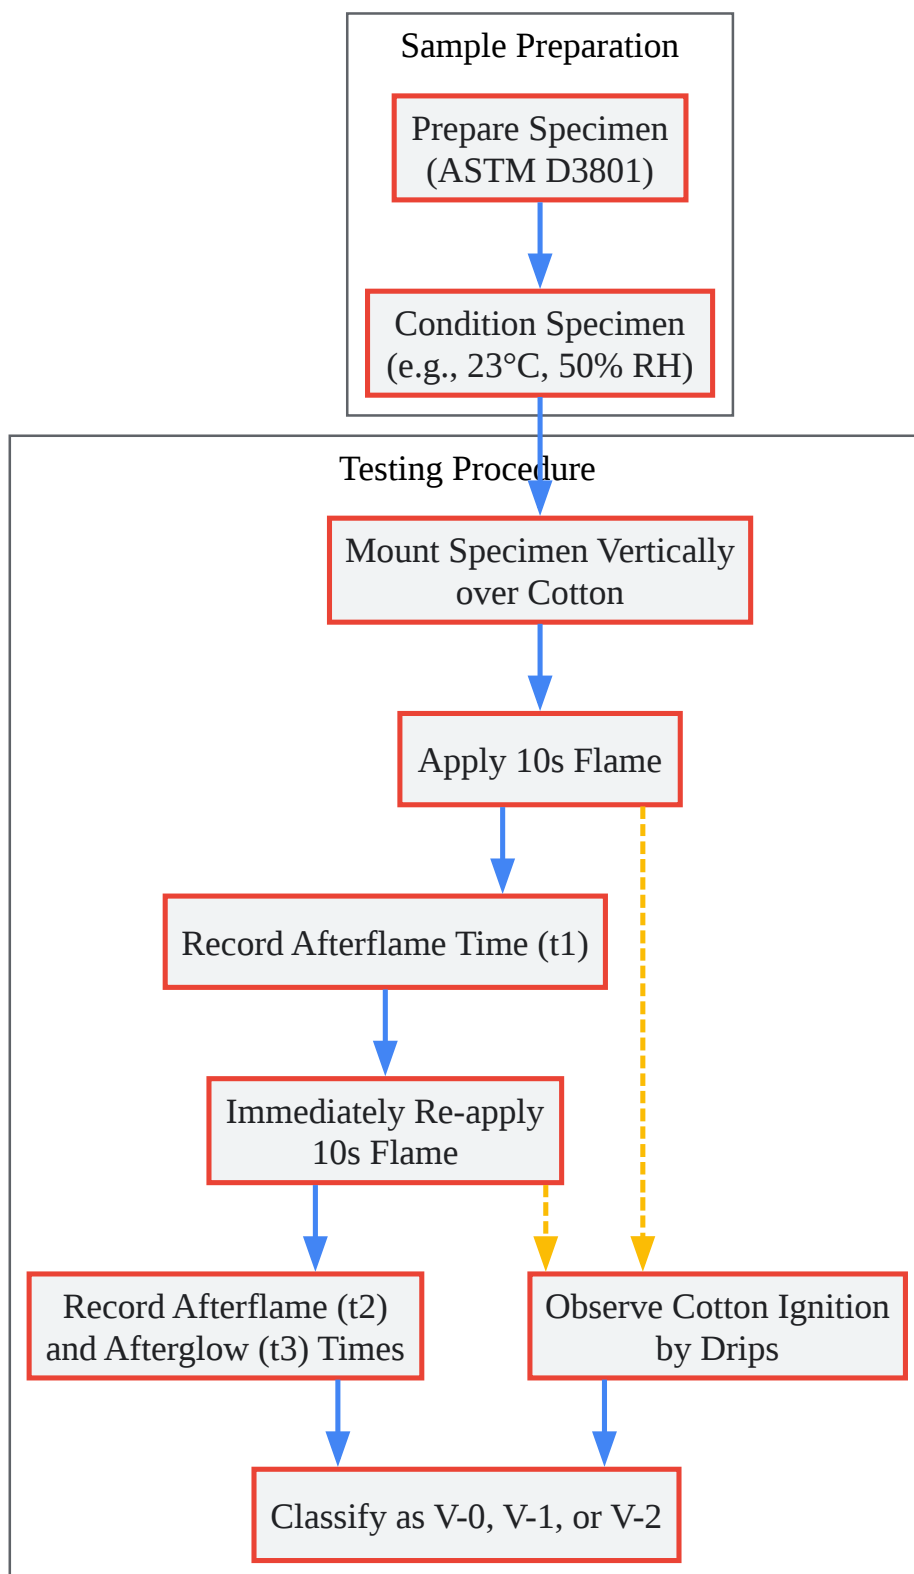 Sample Preparation
Prepare Specimen
(ASTM D3801)
Condition Specimen
(e.g., 23°C, 50% RH)
Testing Procedure
Mount Specimen Vertically
over Cotton
Apply 10s Flame
Record Afterflame Time (t1)
Immediately Re-apply
10s Flame
Record Afterflame (t2)
and Afterglow (t3) Times
Observe Cotton Ignition
by Drips
Classify as V-0, V-1, or V-2